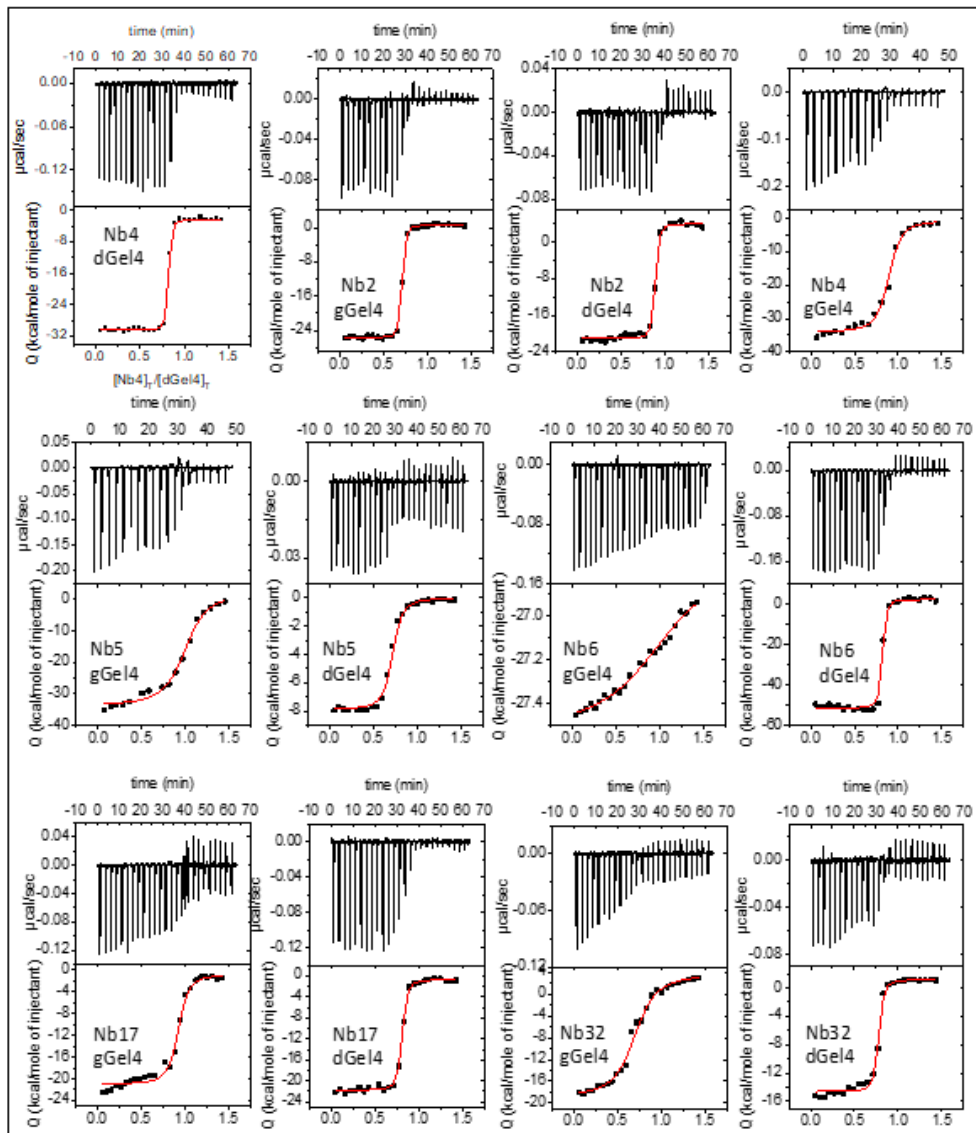 time (min)
-10 0 10 20 30 40 50 60 70
0.00
-0.06
-0.12
µcal/sec
0
-8
-16
-24
-32
Q (kcal/mole of injectant)
Nb4
dGel4
0.0 0.5 1.0 1.5
[Nb4]T/[dGel4]T
time (min)
-10 0 10 20 30 40 50 60 70
0.00
-0.04
-0.08
µcal/sec
0
-8
-16
-24
Q (kcal/mole of injectant)
Nb2
gGel4
0.0 0.5 1.0 1.5
time (min)
-10 0 10 20 30 40 50 60 70
0.04
0.00
-0.04
-0.08
µcal/sec
4
-4
-11
-18
-24
Q (kcal/mole of injectant)
Nb2
dGel4
0.0 0.5 1.0 1.5
time (min)
0 10 20 30 40 50
0.0
-0.1
-0.2
µcal/sec
0
-10
-20
-30
-40
Q (kcal/mole of injectant)
Nb4
gGel4
0.0 0.5 1.0 1.5
time (min)
0 10 20 30 40 50
0.05
0.00
-0.05
-0.10
-0.15
-0.20
µcal/sec
0
-10
-20
-30
-40
Q (kcal/mole of injectant)
Nb5
gGel4
0.0 0.5 1.0 1.5
time (min)
-10 0 10 20 30 40 50 60 70
0.00
-0.03
µcal/sec
0
-2
-4
-6
-8
Q (kcal/mole of injectant)
Nb5
dGel4
0.0 0.5 1.0 1.5
time (min)
-10 0 10 20 30 40 50 60 70
0.00
-0.08
-0.16
µcal/sec
-27.0
-27.2
-27.4
Q (kcal/mole of injectant)
Nb6
gGel4
0.0 0.5 1.0 1.5
time (min)
-10 0 10 20 30 40 50 60 70
0.00
-0.08
-0.16
µcal/sec
0
-20
-40
-60
Q (kcal/mole of injectant)
Nb6
dGel4
0.0 0.5 1.0 1.5
time (min)
-10 0 10 20 30 40 50 60 70
0.04
0.00
-0.04
-0.08
-0.12
µcal/sec
0
-4
-8
-12
-16
-20
-24
Q (kcal/mole of injectant)
Nb17
gGel4
0.0 0.5 1.0 1.5
time (min)
-10 0 10 20 30 40 50 60 70
0.00
-0.04
-0.08
-0.12
µcal/sec
-2
-6
-10
-14
-18
-22
Q (kcal/mole of injectant)
Nb17
dGel4
0.0 0.5 1.0 1.5
time (min)
-10 0 10 20 30 40 50 60 70
0.00
-0.06
-0.12
µcal/sec
4
0
-4
-8
-12
-16
-20
Q (kcal/mole of injectant)
Nb32
gGel4
0.0 0.5 1.0 1.5
time (min)
-10 0 10 20 30 40 50 60 70
0.00
-0.04
-0.08
µcal/sec
0
-4
-8
-12
-16
Q (kcal/mole of injectant)
Nb32
dGel4
0.0 0.5 1.0 1.5